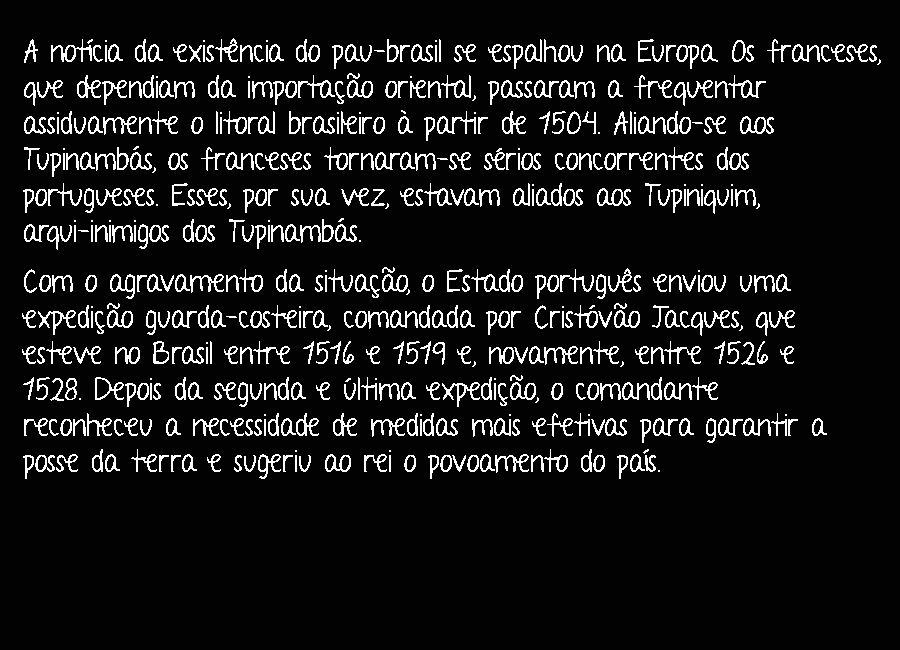 A notícia da existência do pau-brasil se espalhou na Europa. Os franceses,
que dependiam da importação oriental, passaram a frequentar
assiduamente o litoral brasileiro à partir de 1504. Aliando-se aos
Tupinambás, os franceses tornaram-se sérios concorrentes dos
portugueses. Esses, por sua vez, estavam aliados aos Tupiniquim,
arqui-inimigos dos Tupinambás.
Com o agravamento da situação, o Estado português enviou uma
expedição guarda-costeira, comandada por Cristóvão Jacques, que
esteve no Brasil entre 1516 e 1519 e, novamente, entre 1526 e
1528. Depois da segunda e última expedição, o comandante
reconheceu a necessidade de medidas mais efetivas para garantir a
posse da terra e sugeriu ao rei o povoamento do país.